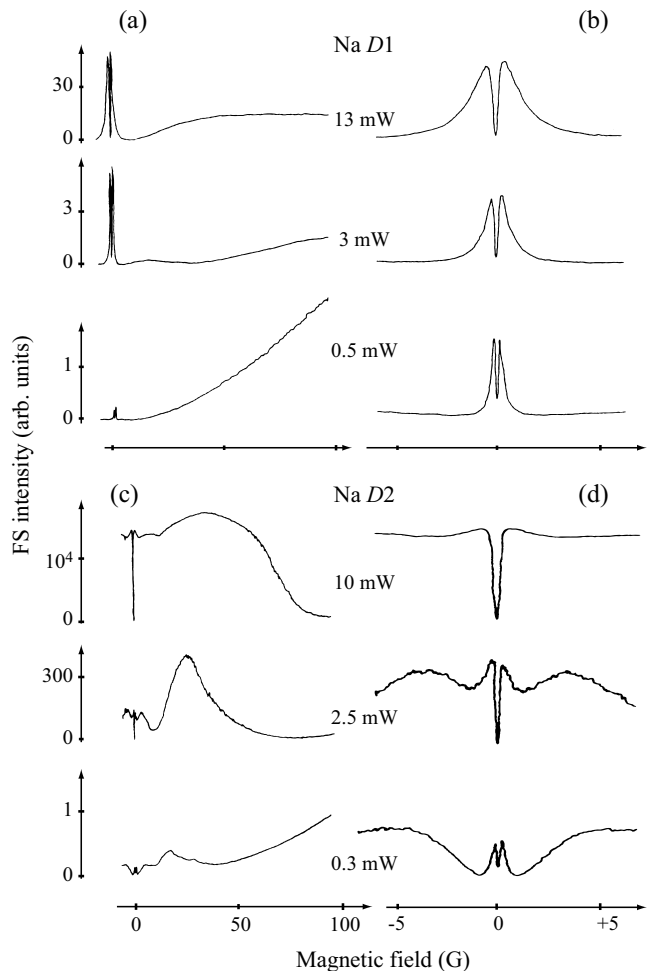 (a) Na D1 (b)
30
0
13 mW
3
0
3 mW
1
0
0.5 mW
FS intensity (arb. units)
(c) Na D2 (d)
10⁴
0
10 mW
300
0
2.5 mW
1
0
0.3 mW
0 50 100 -5 0 +5
Magnetic field (G)